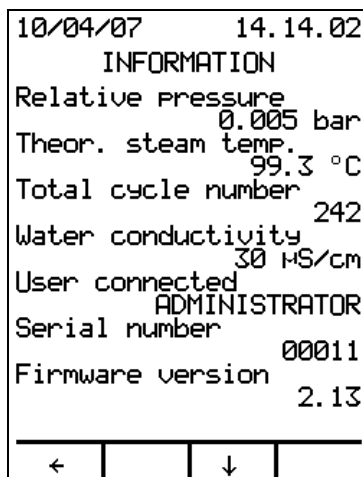 10/04/07 14.14.02
INFORMATION
Relative pressure
0.005 bar
Theor. steam temp.
99.3 °C
Total cycle number
242
Water conductivity
30 µS/cm
User connected
ADMINISTRATOR
Serial number
00011
Firmware version
2.13
← ↓